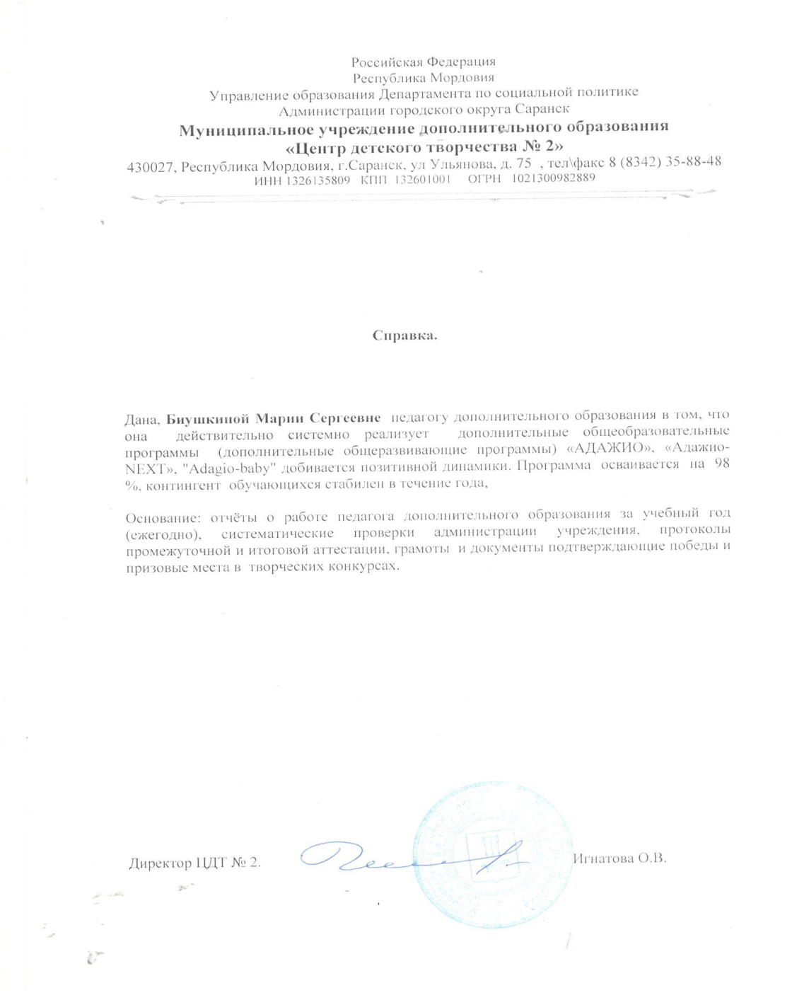 Российская Федерация
Республика Мордовия
Управление образования Департамента по социальной политике
Администрации городского округа Саранск
Муниципальное учреждение дополнительного образования
«Центр детского творчества № 2»
430027, Республика Мордовия, г.Саранск, ул Ульянова, д. 75 , тел\факс 8 (8342) 35-88-48
ИНН 1326135809 КПП 132601001 ОГРН 1021300982889
Справка.
Дана, Биушкиной Марии Сергеевне педагогу дополнительного образования в том, что
она действительно системно реализует дополнительные общеобразовательные
программы (дополнительные общеразвивающие программы) «АДАЖИО», «Адажио-
NEXT», "Adagio-baby" добивается позитивной динамики. Программа осваивается на 98
%, контингент обучающихся стабилен в течение года,
Основание: отчёты о работе педагога дополнительного образования за учебный год
(ежегодно), систематические проверки администрации учреждения, протоколы
промежуточной и итоговой аттестации, грамоты и документы подтверждающие победы и
призовые места в творческих конкурсах.
Директор ЦДТ № 2. Игнатова О.В.